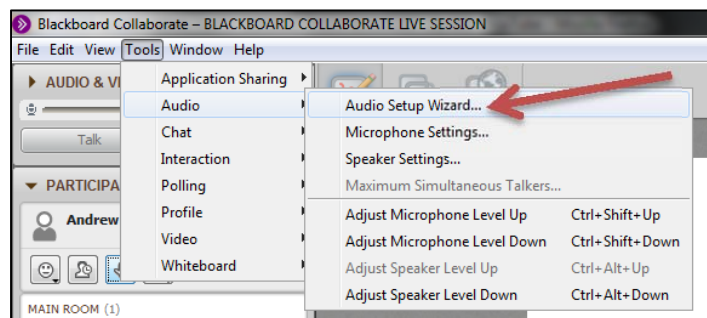 Blackboard Collaborate – BLACKBOARD COLLABORATE LIVE SESSION
File Edit View Tools Window Help
AUDIO & VI
Talk
PARTICIPA
Andrew
MAIN ROOM (1)
Application Sharing
Audio
Chat
Interaction
Polling
Profile
Video
Whiteboard
Audio Setup Wizard...
Microphone Settings...
Speaker Settings...
Maximum Simultaneous Talkers...
Adjust Microphone Level Up Ctrl+Shift+Up
Adjust Microphone Level Down Ctrl+Shift+Down
Adjust Speaker Level Up Ctrl+Alt+Up
Adjust Speaker Level Down Ctrl+Alt+Down